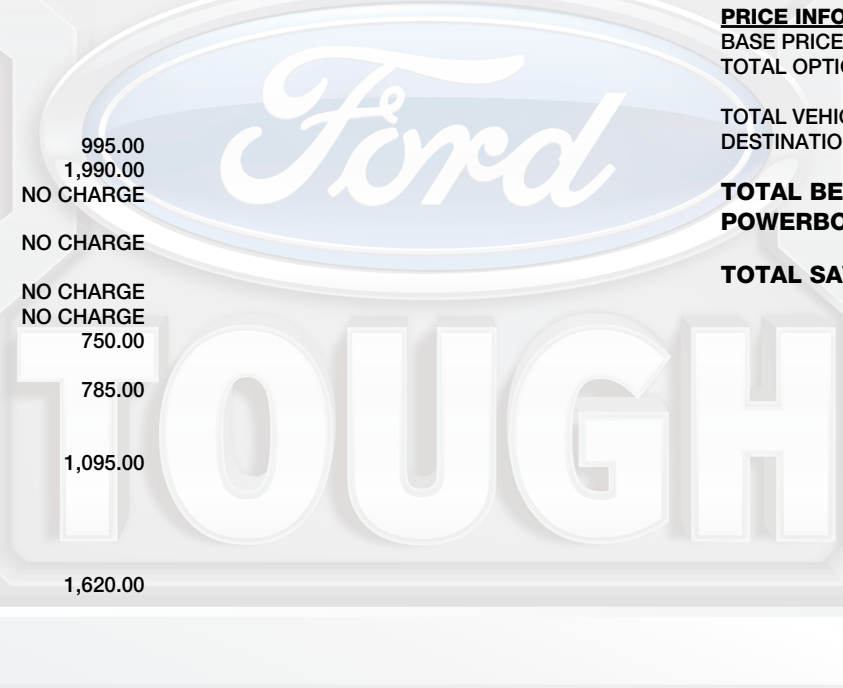 995.00
1,990.00
NO CHARGE
NO CHARGE
NO CHARGE
NO CHARGE
750.00
785.00
1,095.00
1,620.00
PRICE INFO
BASE PRICE
TOTAL OPTI
TOTAL VEHI
DESTINATIO
TOTAL BE
POWERBO
TOTAL SA
Ford
TOUGH